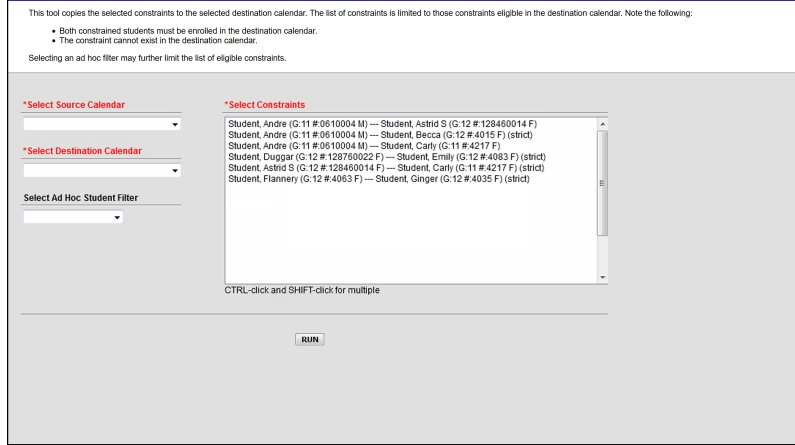 This tool copies the selected constraints to the selected destination calendar. The list of constraints is limited to those constraints eligible in the destination calendar. Note the following:
• Both constrained students must be enrolled in the destination calendar.
• The constraint cannot exist in the destination calendar.
Selecting an ad hoc filter may further limit the list of eligible constraints.
*Select Source Calendar
*Select Destination Calendar
Select Ad Hoc Student Filter
*Select Constraints
Student, Andre (G:11 #:0610004 M) --- Student, Astrid S (G:12 #:128460014 F)
Student, Andre (G:11 #:0610004 M) --- Student, Becca (G:12 #:4015 F) (strict)
Student, Andre (G:11 #:0610004 M) --- Student, Carly (G:11 #:4217 F)
Student, Duggar (G:12 #:128760022 F) --- Student, Emily (G:12 #:4083 F) (strict)
Student, Astrid S (G:12 #:128460014 F) --- Student, Carly (G:11 #:4217 F) (strict)
Student, Flannery (G:12 #:4063 F) --- Student, Ginger (G:12 #:4035 F) (strict)
CTRL-click and SHIFT-click for multiple
RUN